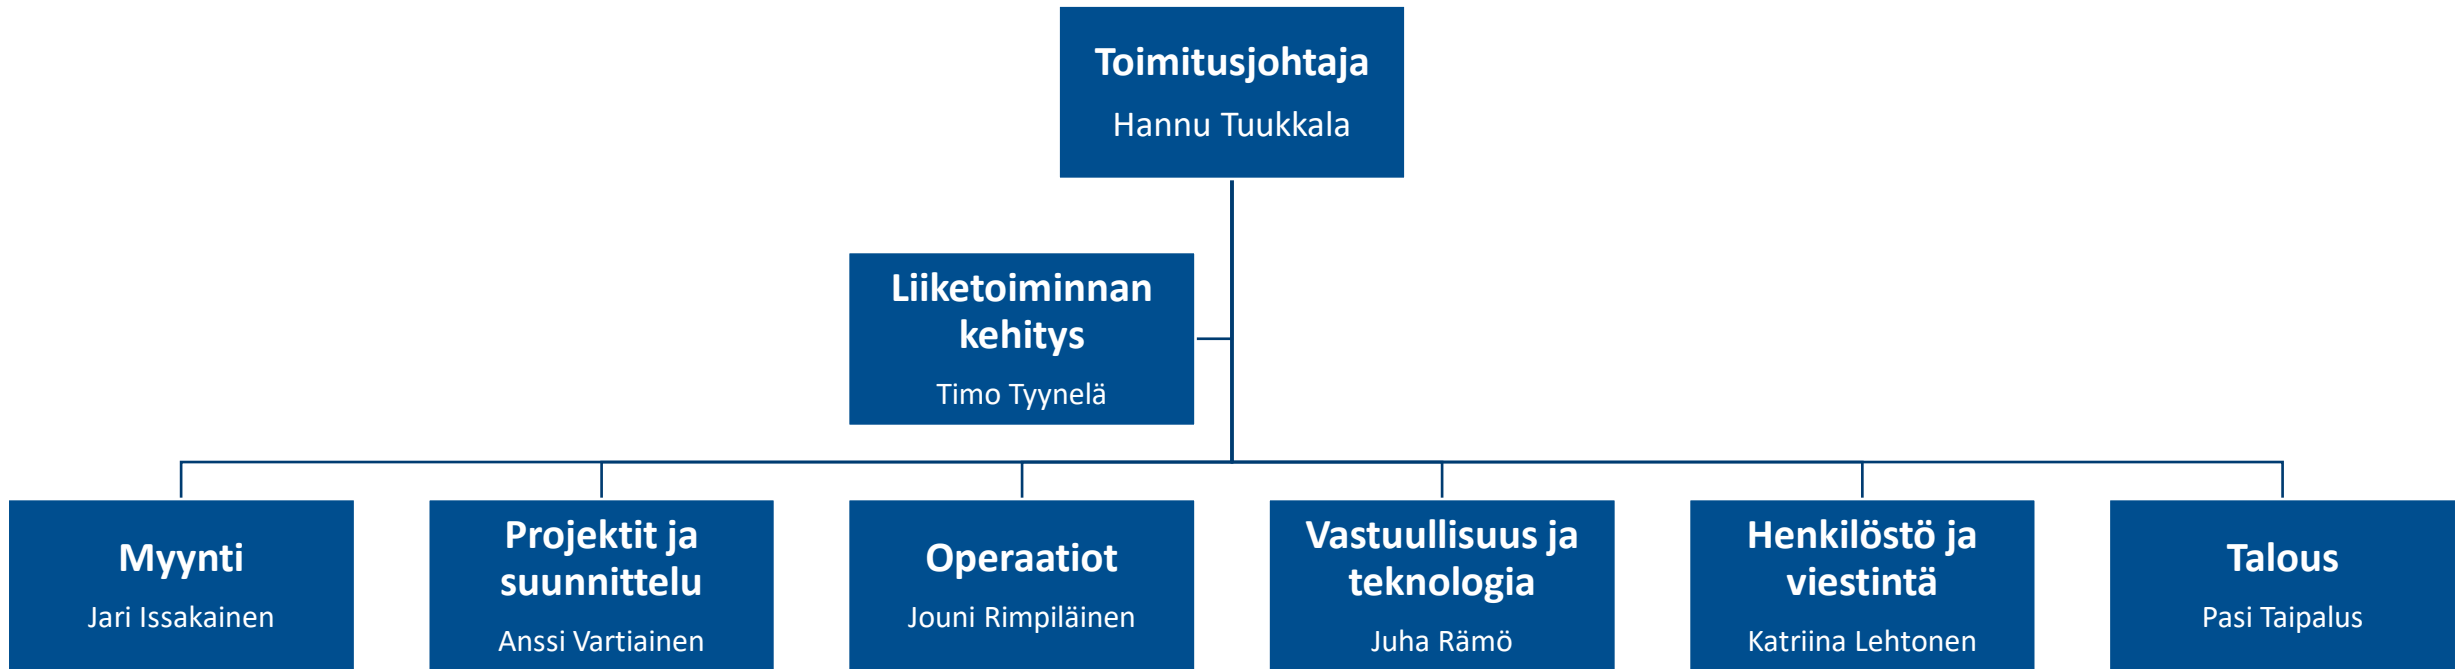 Toimitusjohtaja
Hannu Tuukkala
Liiketoiminnan
kehitys
Timo Tyynelä
Myynti
Jari Issakainen
Projektit ja
suunnittelu
Anssi Vartiainen
Operaatiot
Jouni Rimpiläinen
Vastuullisuus ja
teknologia
Juha Rämö
Henkilöstö ja
viestintä
Katriina Lehtonen
Talous
Pasi Taipalus